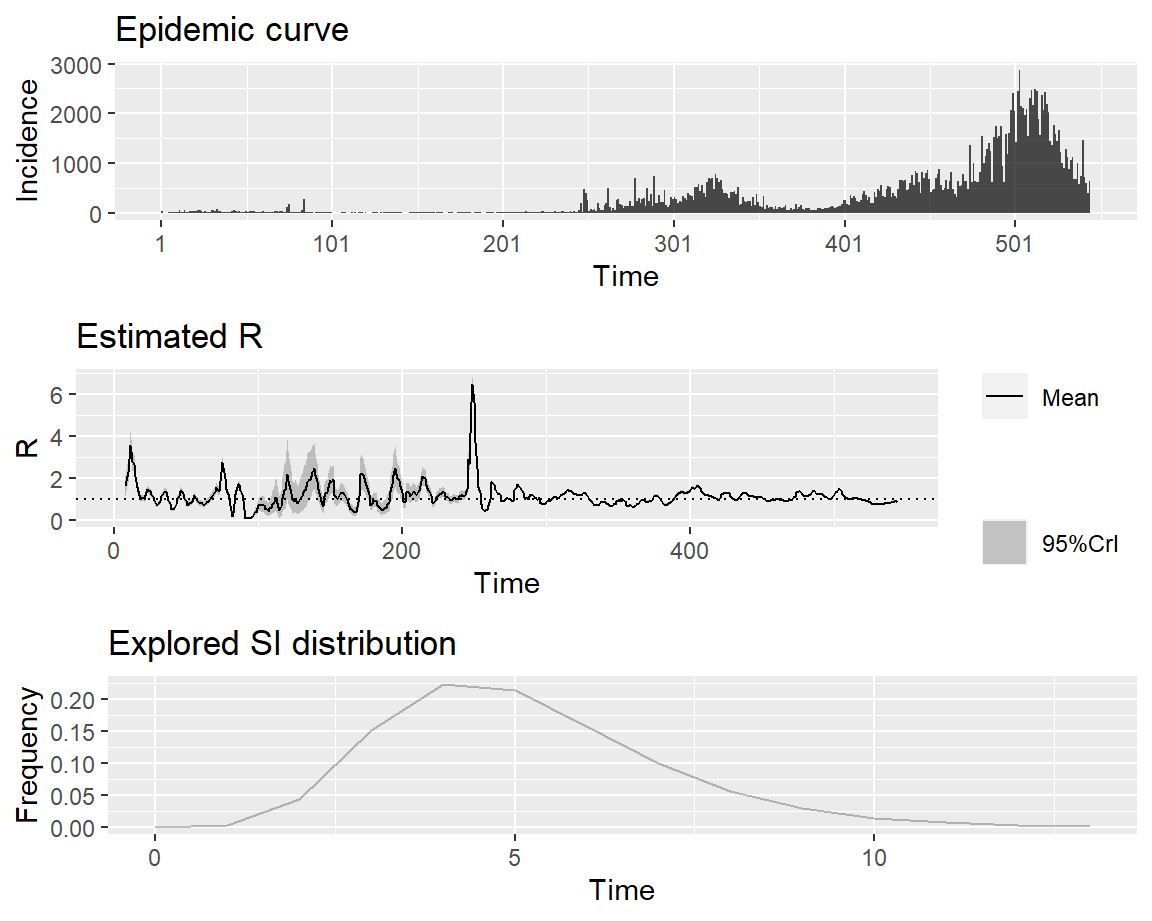 Epidemic curve
3000
2000
1000
0
Incidence
1 101 201 301 401 501
Time
Estimated R
6
4
2
0
R
0 200 400
Time
Mean
95%CrI
Explored SI distribution
0.20
0.15
0.10
0.05
0.00
Frequency
0 5 10
Time